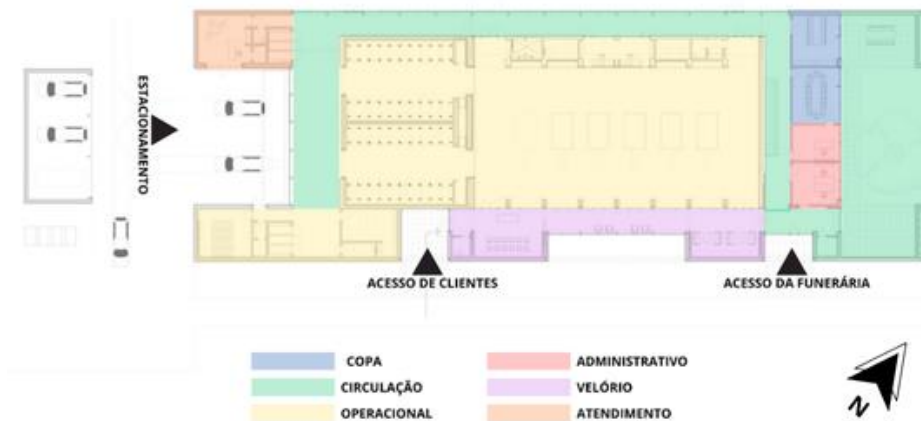 ESTACIONAMENTO
ACESSO DE CLIENTES
ACESSO DA FUNERÁRIA
COPA
ADMINISTRATIVO
CIRCULAÇÃO
VELÓRIO
OPERACIONAL
ATENDIMENTO
N